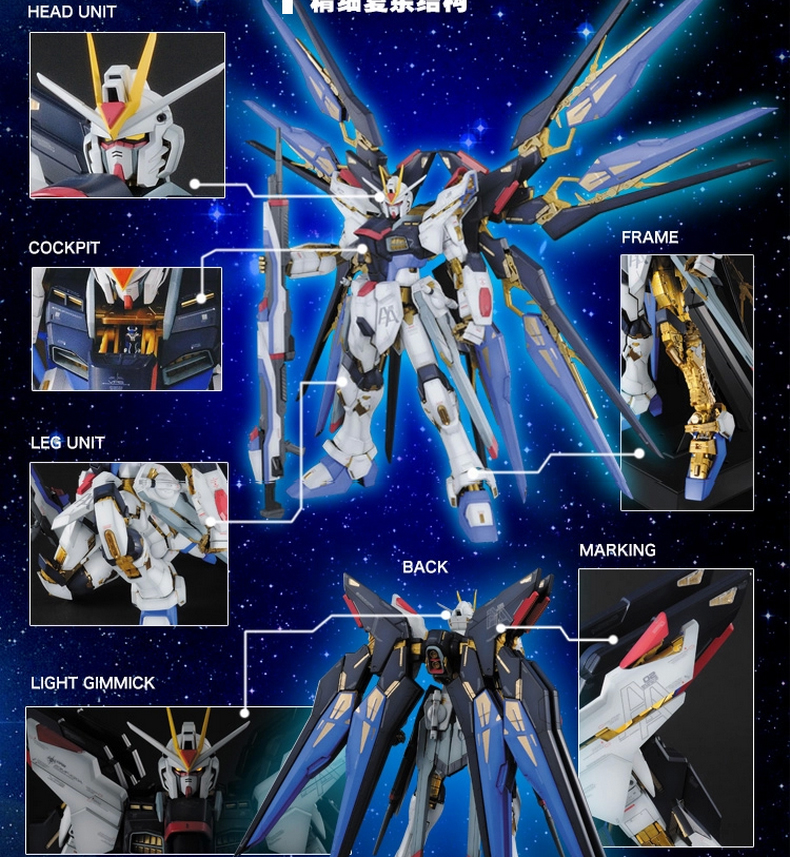 精细复杂结构
HEAD UNIT
COCKPIT
FRAME
LEG UNIT
MARKING
BACK
LIGHT GIMMICK